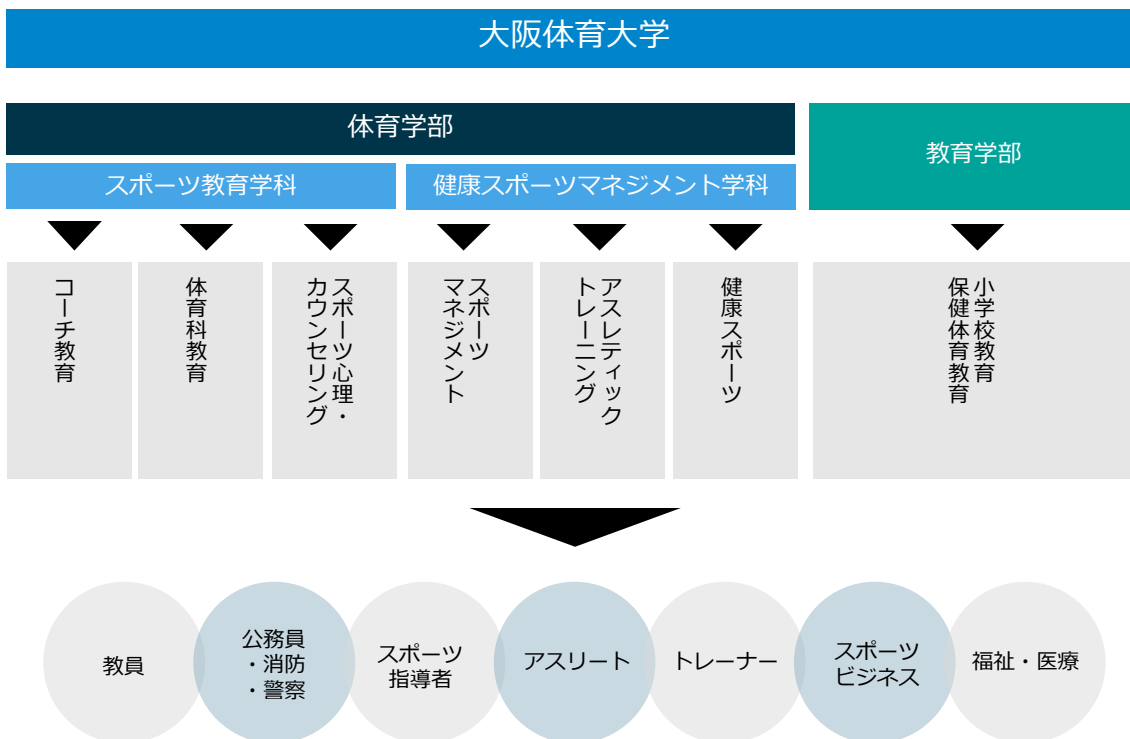 大阪体育大学
体育学部
教育学部
スポーツ教育学科
健康スポーツマネジメント学科
コーチ教育
体育科教育
スポーツ心理・
カウンセリング
スポーツ
マネジメント
アスレティック
トレーニング
健康スポーツ
小学校教育
保健体育教育
教員
公務員
・消防
・警察
スポーツ
指導者
アスリート
トレーナー
スポーツ
ビジネス
福祉・医療